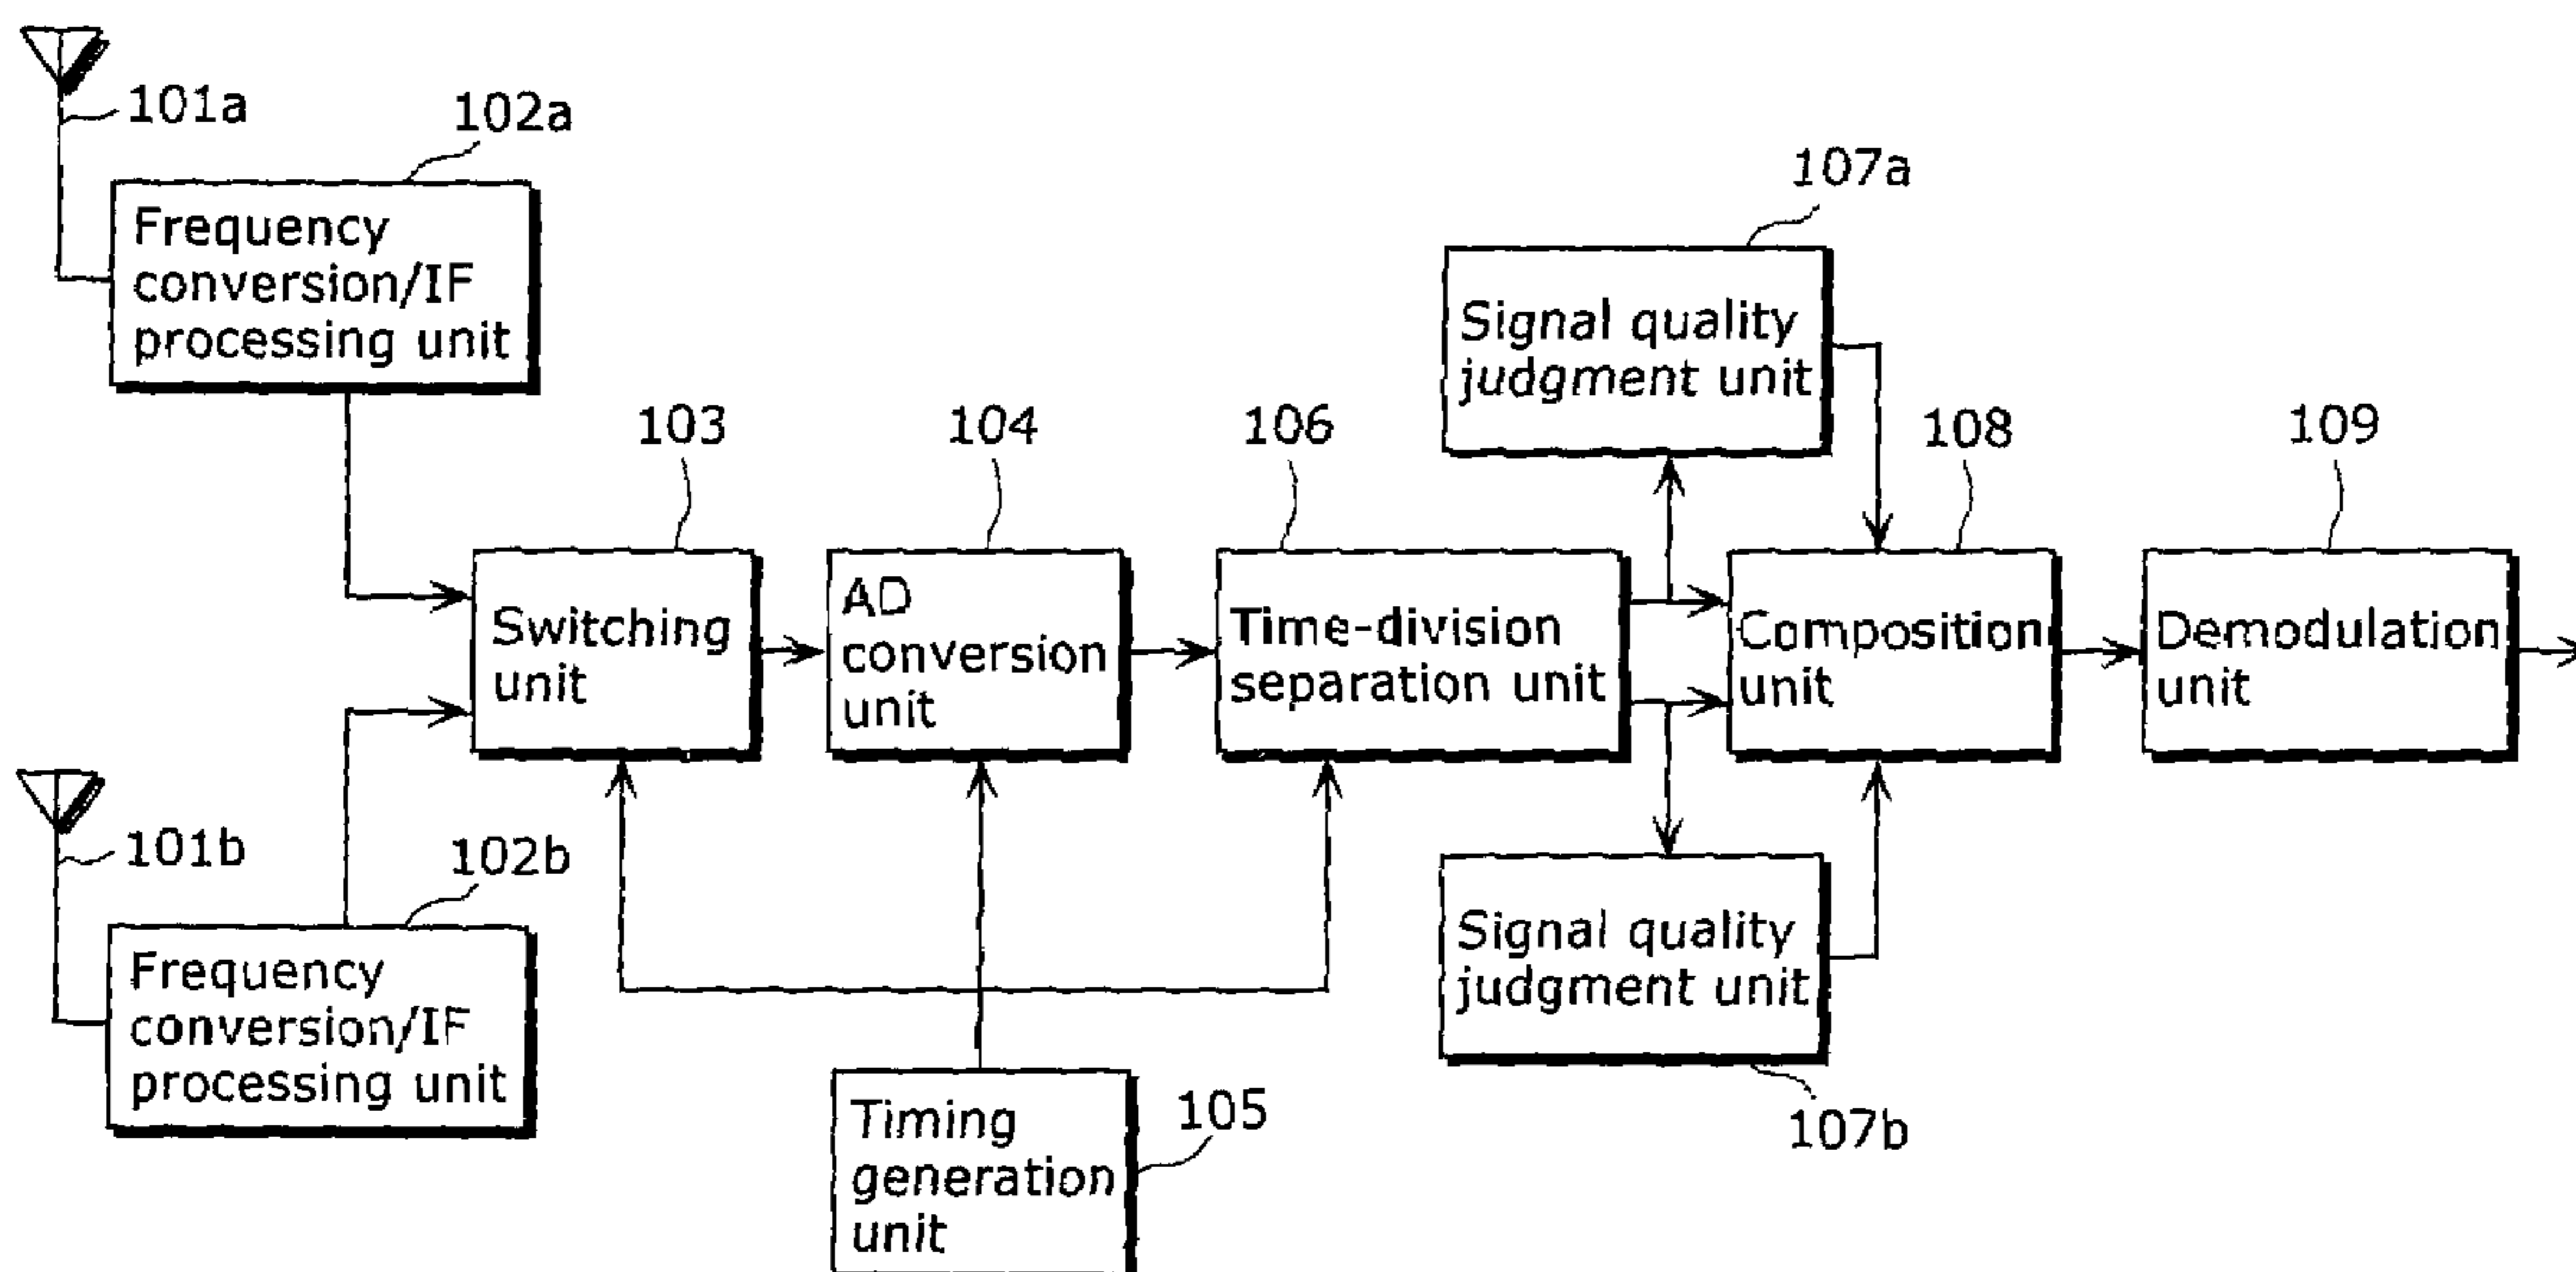 101a
102a
Frequency
conversion/IF
processing unit
107a
Signal quality
judgment unit
103
104
106
108
109
Switching
unit
AD
conversion
unit
Time-division
separation unit
Composition
unit
Demodulation
unit
101b
102b
Frequency
conversion/IF
processing unit
Signal quality
judgment unit
107b
Timing
generation
unit
105